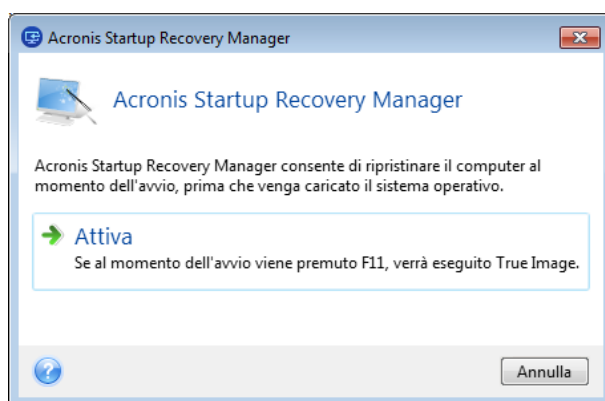 Acronis Startup Recovery Manager
Acronis Startup Recovery Manager
Acronis Startup Recovery Manager consente di ripristinare il computer al
momento dell'avvio, prima che venga caricato il sistema operativo.
Attiva
Se al momento dell'avvio viene premuto F11, verrà eseguito True Image.
Annulla